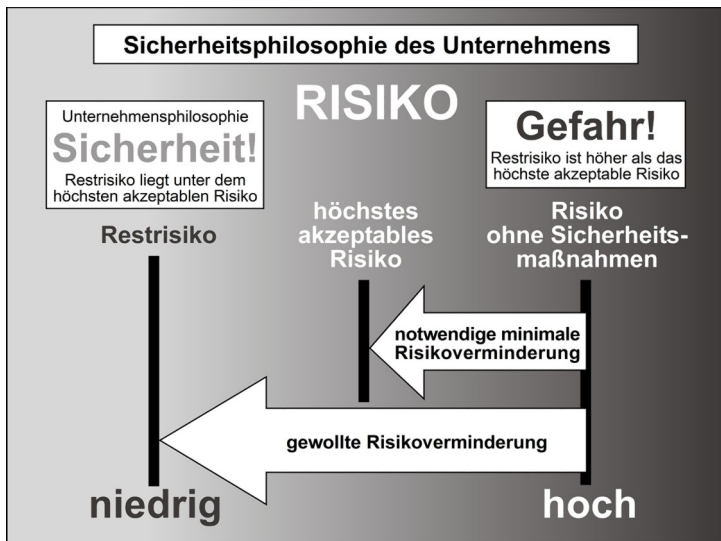 Sicherheitsphilosophie des Unternehmens
RISIKO
Unternehmensphilosophie
Sicherheit!
Restrisiko liegt unter dem
höchsten akzeptablen Risiko
Gefahr!
Restrisiko ist höher als das
höchste akzeptable Risiko
Restrisiko
höchstes
akzeptables
Risiko
Risiko
ohne Sicherheits-
maßnahmen
notwendige minimale
Risikoverminderung
gewollte Risikoverminderung
niedrig
hoch